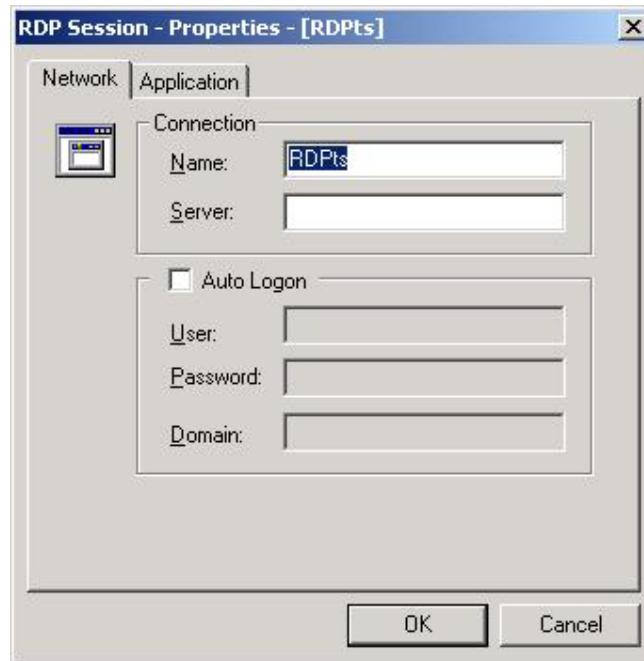 RDP Session - Properties - [RDPts]
Network Application
Connection
Name: RDPts
Server:
Auto Logon
User:
Password:
Domain:
OK Cancel